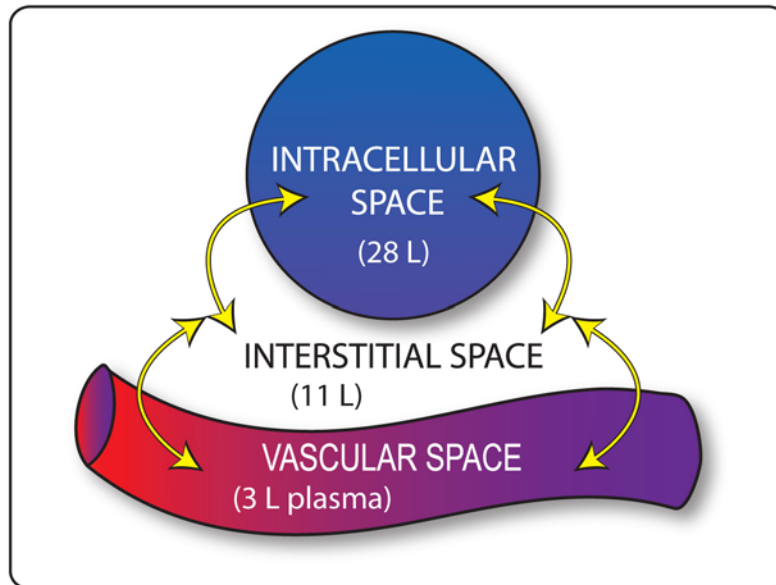 INTRACELLULAR
SPACE
(28 L)
INTERSTITIAL SPACE
(11 L)
VASCULAR SPACE
(3 L plasma)